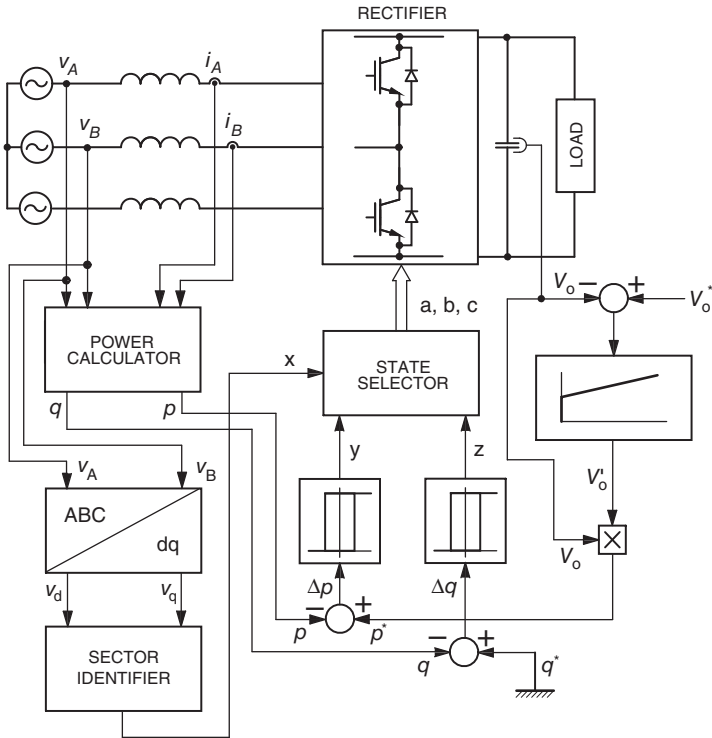 RECTIFIER
v_A
i_A
v_B
i_B
LOAD
V_o
−
+
V_o*
a, b, c
POWER
CALCULATOR
x
STATE
SELECTOR
q
p
y
z
v_A
v_B
V'_o
ABC
dq
×
V_o
Δp
Δq
v_d
v_q
−
+
p
p*
−
+
q
q*
SECTOR
IDENTIFIER